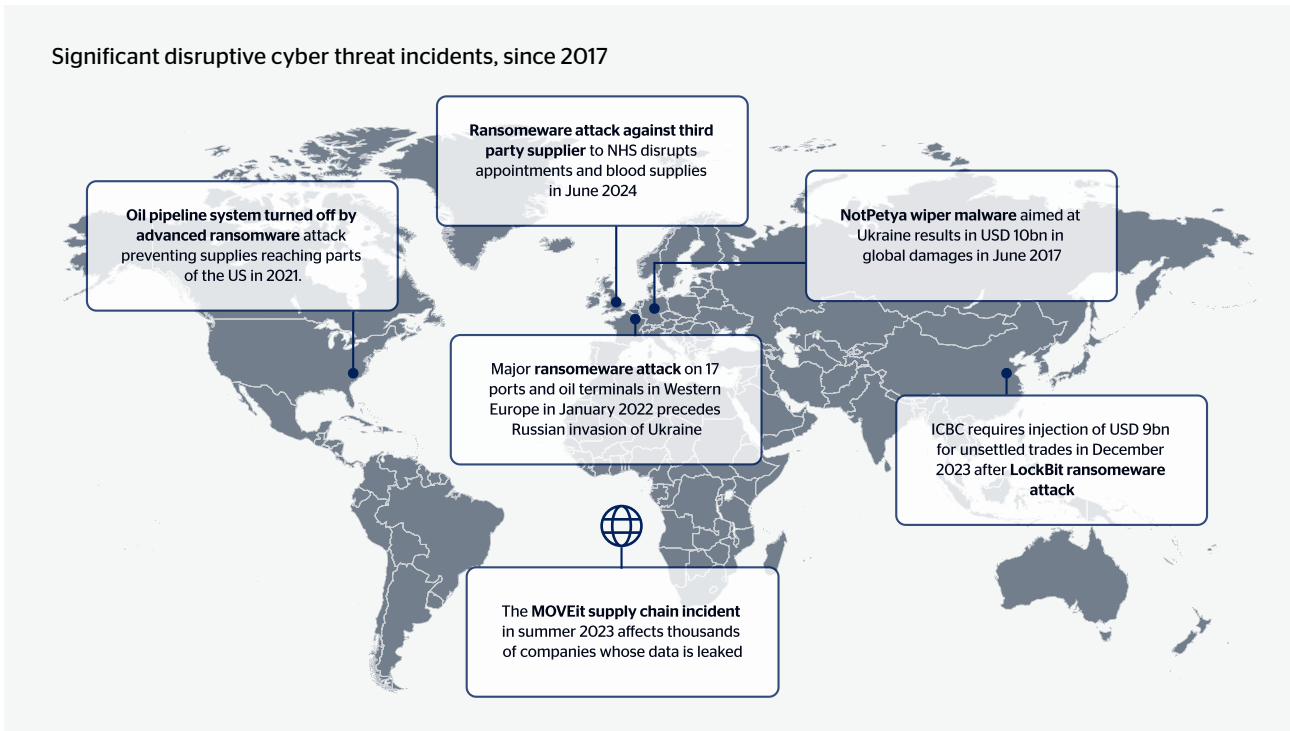 Significant disruptive cyber threat incidents, since 2017
Ransomeware attack against third
party supplier to NHS disrupts
appointments and blood supplies
in June 2024
Oil pipeline system turned off by
advanced ransomware attack
preventing supplies reaching parts
of the US in 2021.
NotPetya wiper malware aimed at
Ukraine results in USD 10bn in
global damages in June 2017
Major ransomeware attack on 17
ports and oil terminals in Western
Europe in January 2022 precedes
Russian invasion of Ukraine
ICBC requires injection of USD 9bn
for unsettled trades in December
2023 after LockBit ransomeware
attack
The MOVEit supply chain incident
in summer 2023 affects thousands
of companies whose data is leaked